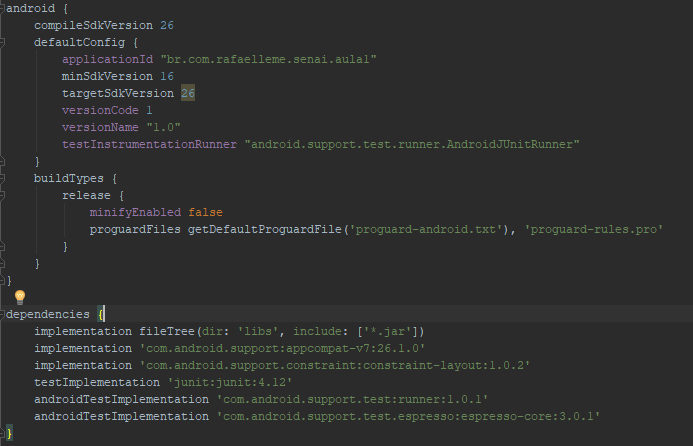 android {
    compileSdkVersion 26
    defaultConfig {
        applicationId "br.com.rafaelleme.senai.aula1"
        minSdkVersion 16
        targetSdkVersion 26
        versionCode 1
        versionName "1.0"
        testInstrumentationRunner "android.support.test.runner.AndroidJUnitRunner"
    }
    buildTypes {
        release {
            minifyEnabled false
            proguardFiles getDefaultProguardFile('proguard-android.txt'), 'proguard-rules.pro'
        }
    }
}
dependencies {
    implementation fileTree(dir: 'libs', include: ['*.jar'])
    implementation 'com.android.support:appcompat-v7:26.1.0'
    implementation 'com.android.support.constraint:constraint-layout:1.0.2'
    testImplementation 'junit:junit:4.12'
    androidTestImplementation 'com.android.support.test:runner:1.0.1'
    androidTestImplementation 'com.android.support.test.espresso:espresso-core:3.0.1'
}